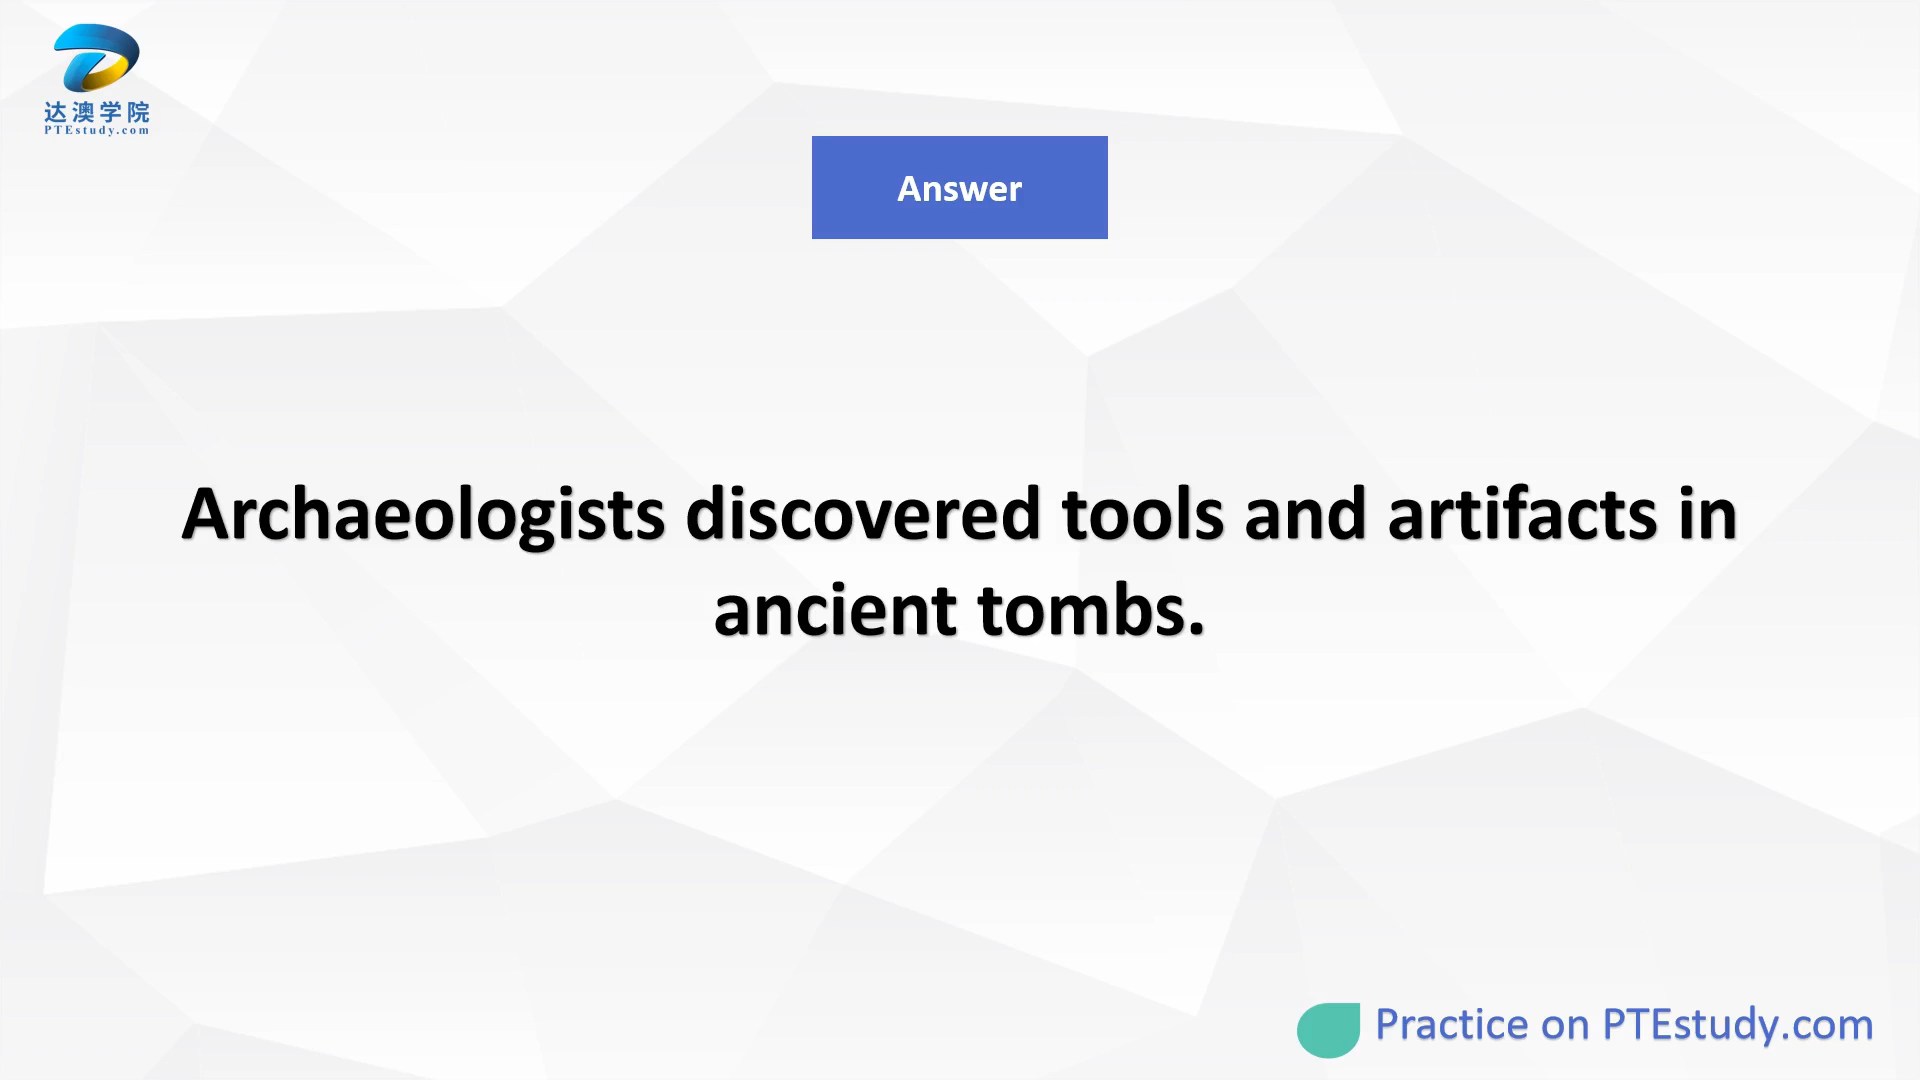 达澳学院
PTEstudy.com
Answer
Archaeologists discovered tools and artifacts in
ancient tombs.
Practice on PTEstudy.com